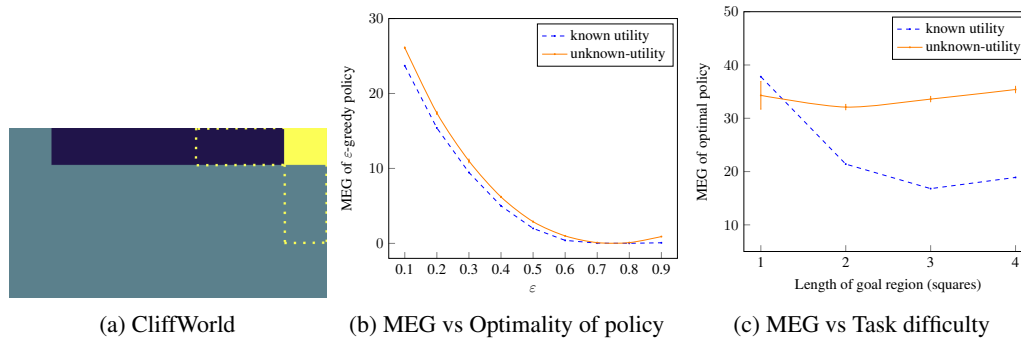 (a) CliffWorld
30
20
10
0
0.1 0.2 0.3 0.4 0.5 0.6 0.7 0.8 0.9
MEG of ε-greedy policy
ε
known utility
unknown-utility
(b) MEG vs Optimality of policy
50
40
30
20
10
1 2 3 4
MEG of optimal policy
Length of goal region (squares)
known utility
unknown-utility
(c) MEG vs Task difficulty